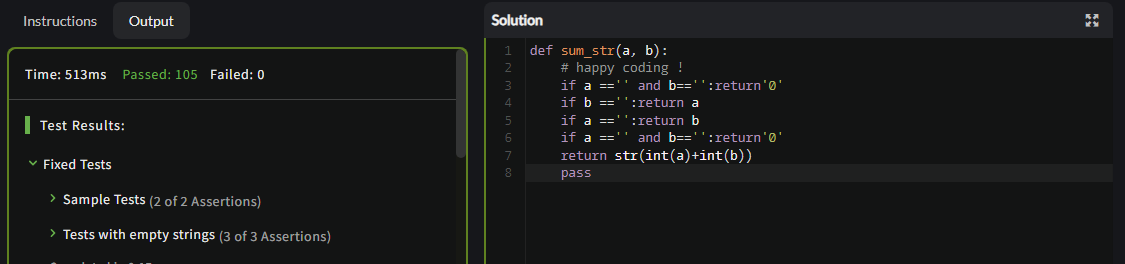 Instructions Output
Time: 513ms Passed: 105 Failed: 0
Test Results:
Fixed Tests
Sample Tests (2 of 2 Assertions)
Tests with empty strings (3 of 3 Assertions)
Solution
1 def sum_str(a, b):
2     # happy coding !
3     if a =='' and b=='':return'0'
4     if b =='':return a
5     if a =='':return b
6     if a =='' and b=='':return'0'
7     return str(int(a)+int(b))
8     pass